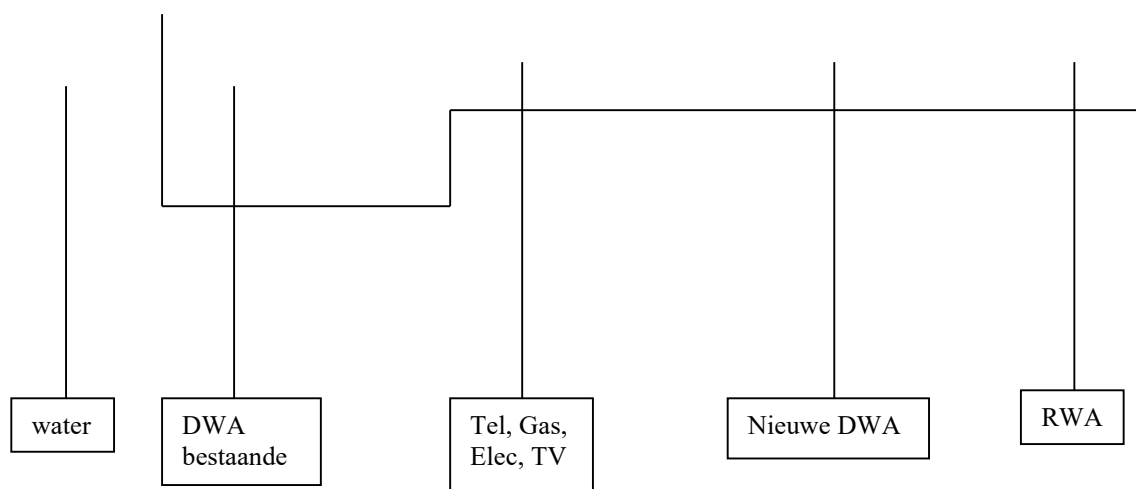 water
DWA
bestaande
Tel, Gas,
Elec, TV
Nieuwe DWA
RWA